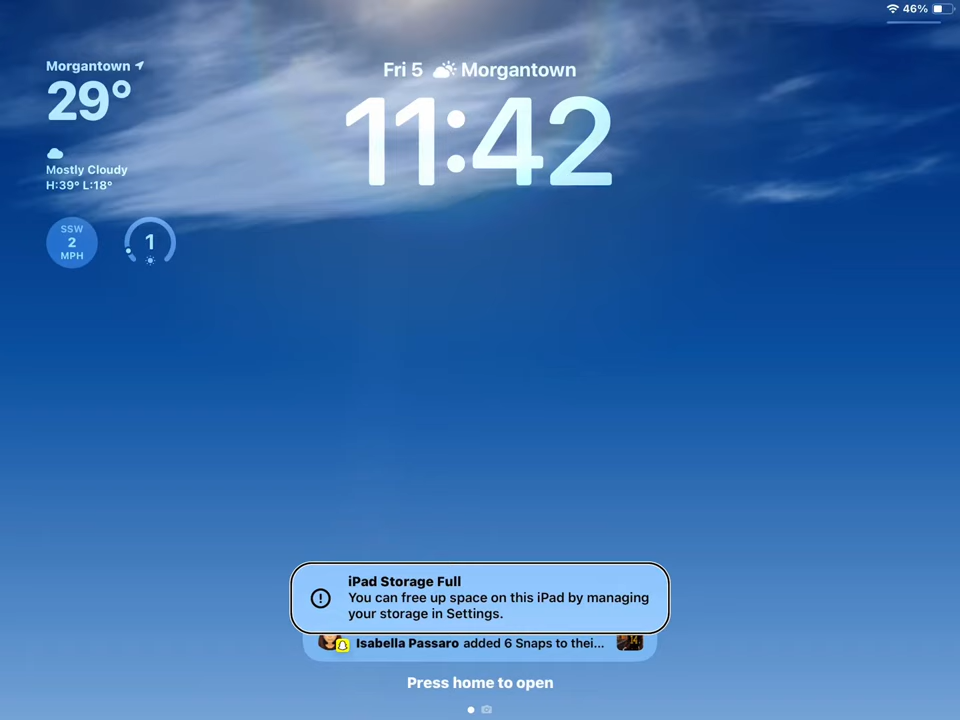 46%
Morgantown
29°
Mostly Cloudy
H:39° L:18°
SSW
2
MPH
1
Fri 5 Morgantown
11:42
iPad Storage Full
You can free up space on this iPad by managing
your storage in Settings.
Isabella Passaro added 6 Snaps to thei...
Press home to open